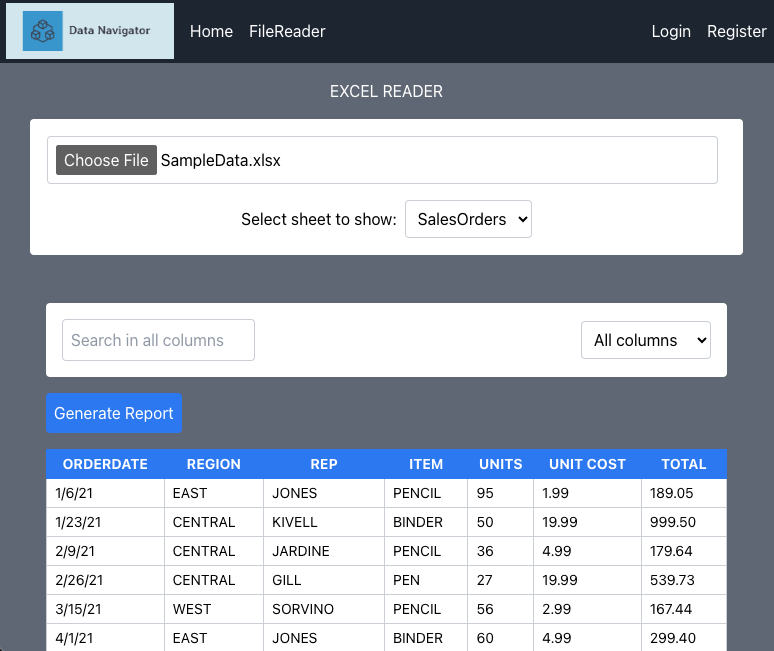 Data Navigator Home FileReader Login Register
EXCEL READER
Choose File SampleData.xlsx
Select sheet to show: SalesOrders
Search in all columns All columns
Generate Report
ORDERDATE REGION REP ITEM UNITS UNIT COST TOTAL
1/6/21 EAST JONES PENCIL 95 1.99 189.05
1/23/21 CENTRAL KIVELL BINDER 50 19.99 999.50
2/9/21 CENTRAL JARDINE PENCIL 36 4.99 179.64
2/26/21 CENTRAL GILL PEN 27 19.99 539.73
3/15/21 WEST SORVINO PENCIL 56 2.99 167.44
4/1/21 EAST JONES BINDER 60 4.99 299.40